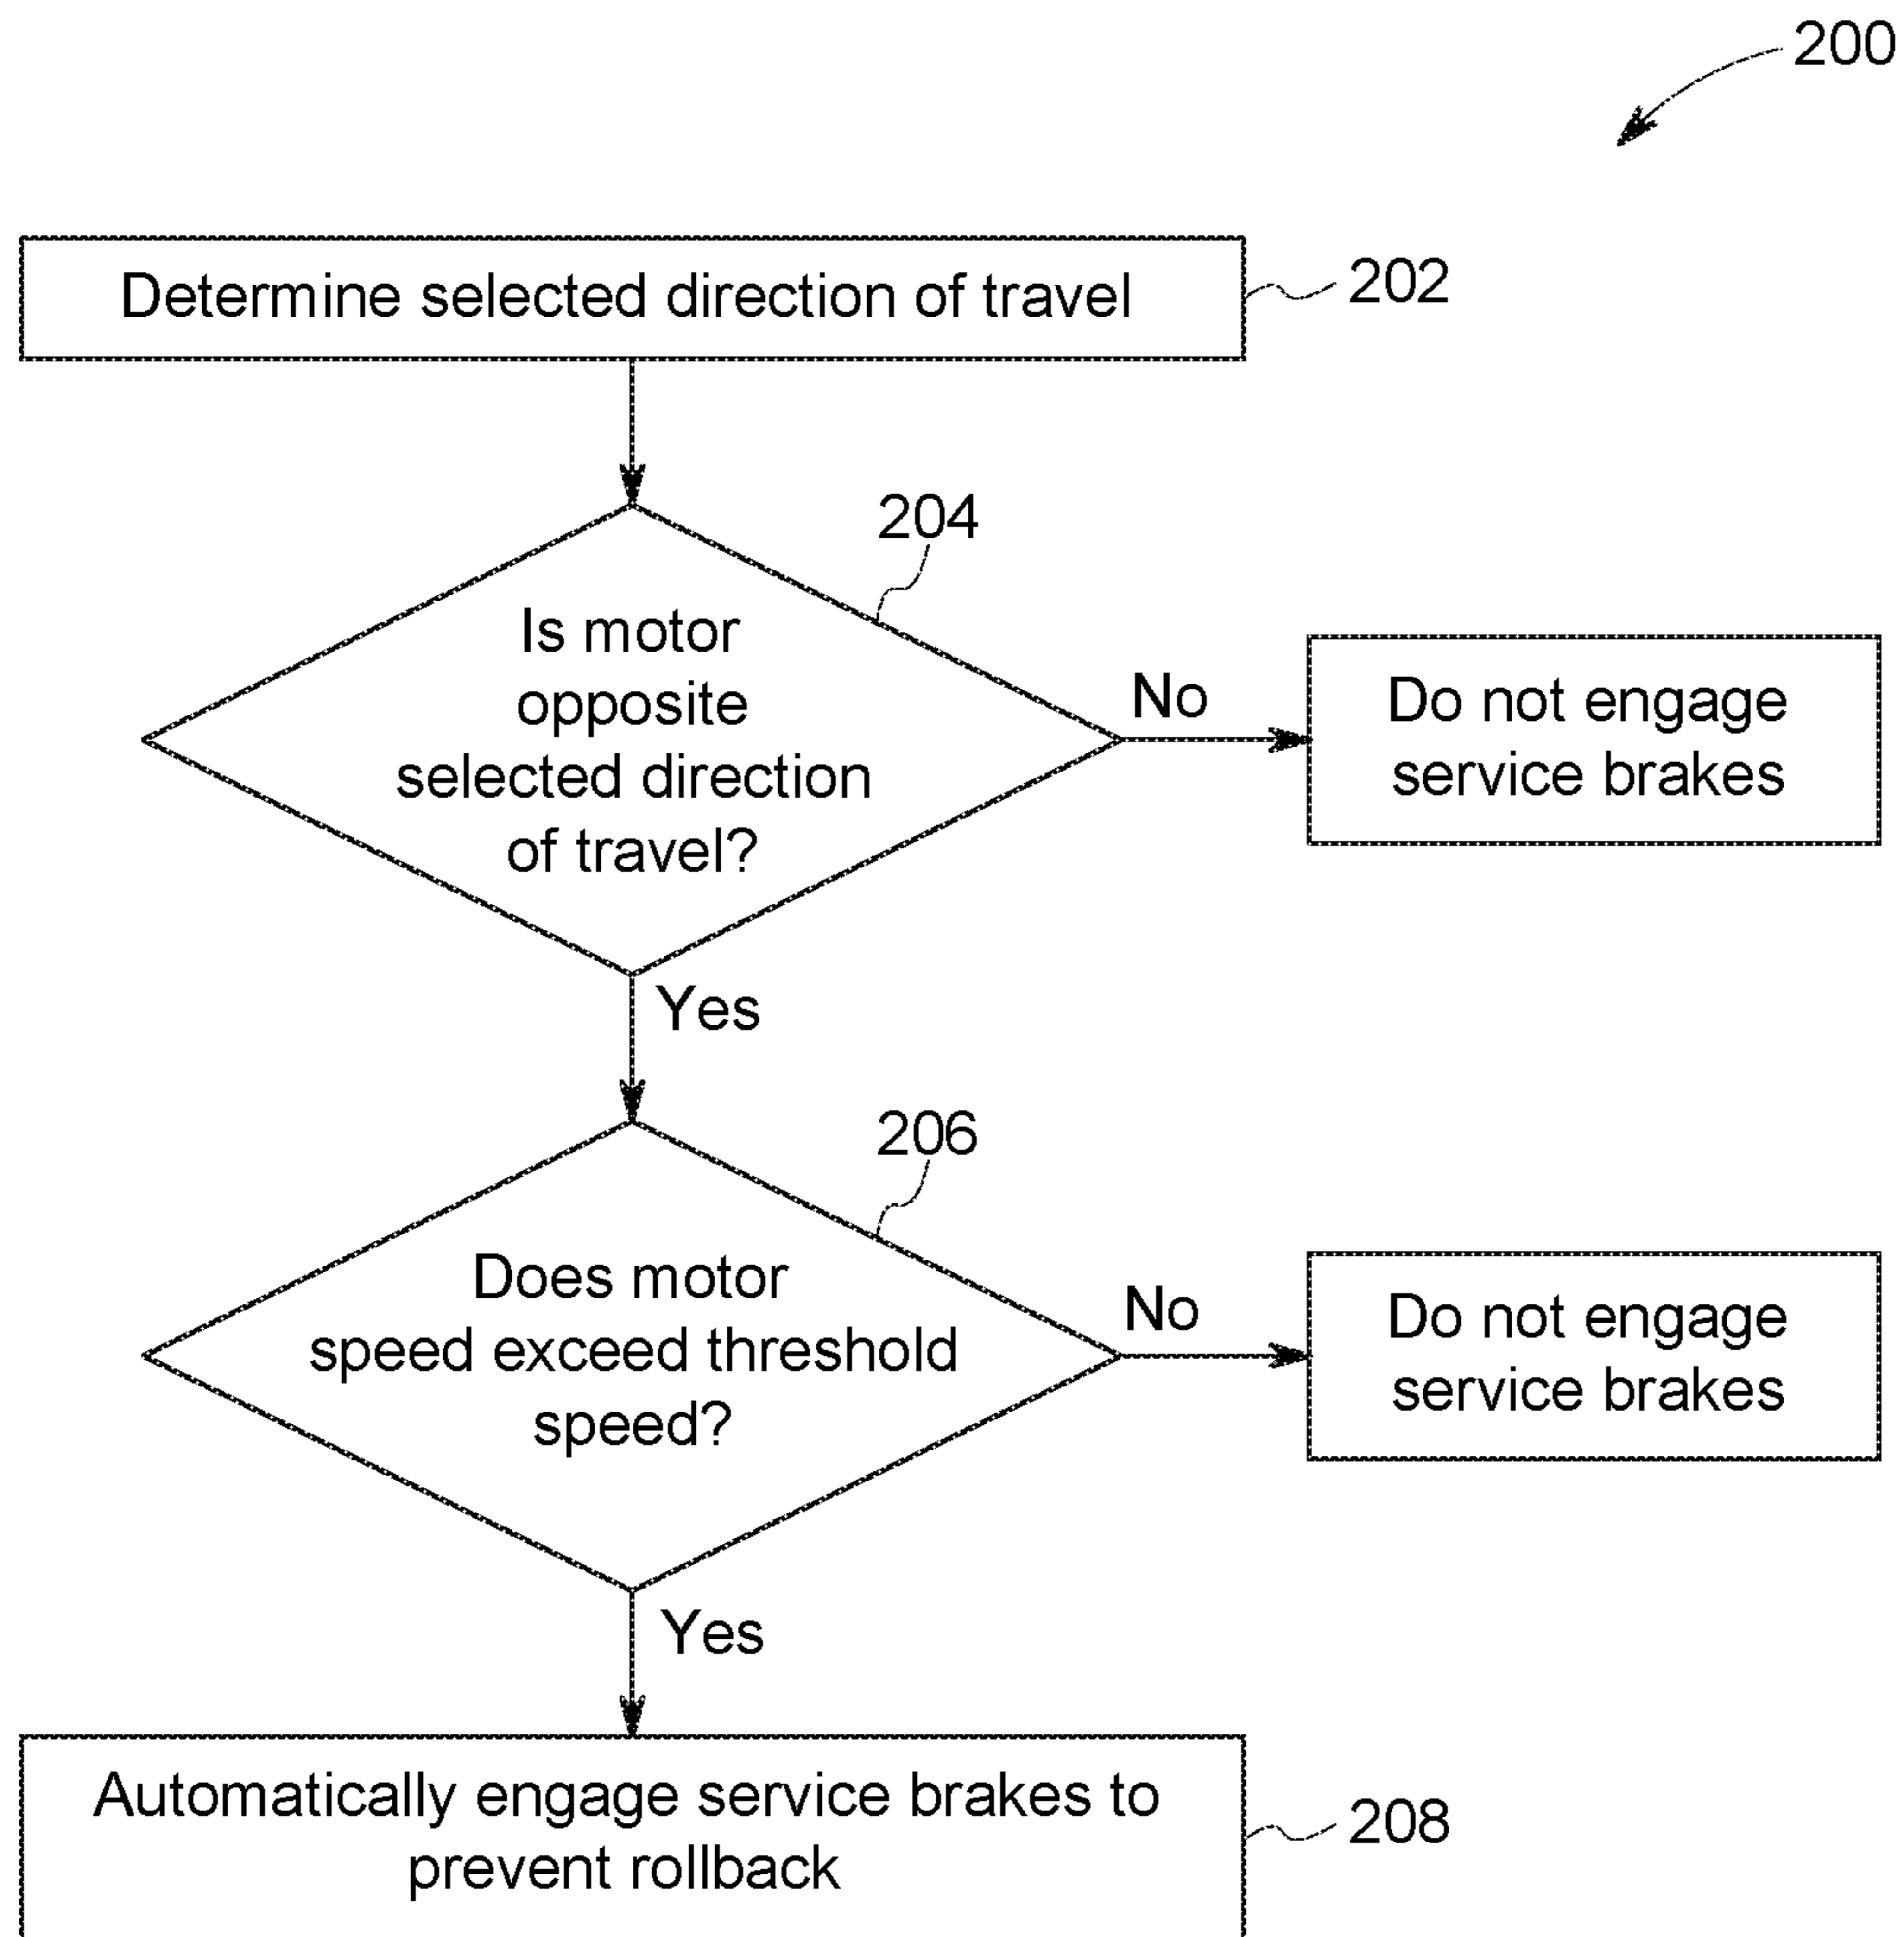 200
Determine selected direction of travel
202
204
Is motor
opposite
selected direction
of travel?
No
Do not engage
service brakes
Yes
206
Does motor
speed exceed threshold
speed?
No
Do not engage
service brakes
Yes
Automatically engage service brakes to
prevent rollback
208